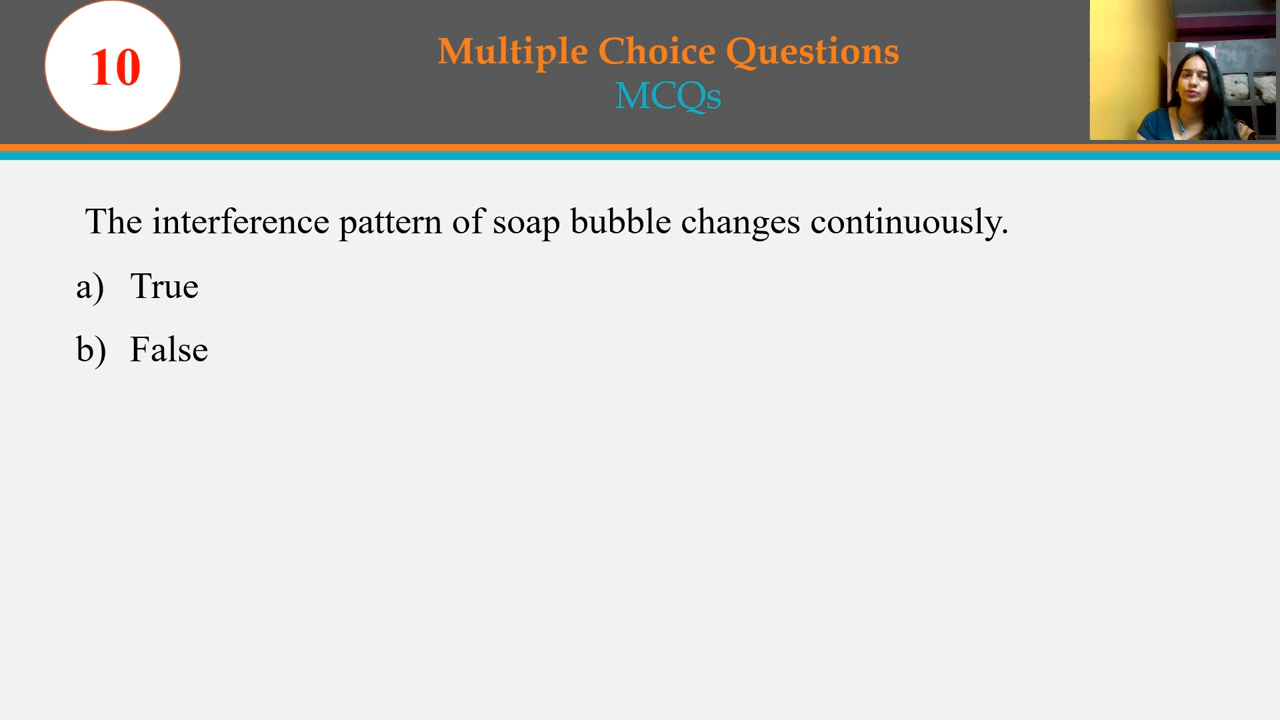 10
Multiple Choice Questions
MCQs
The interference pattern of soap bubble changes continuously.
a) True
b) False